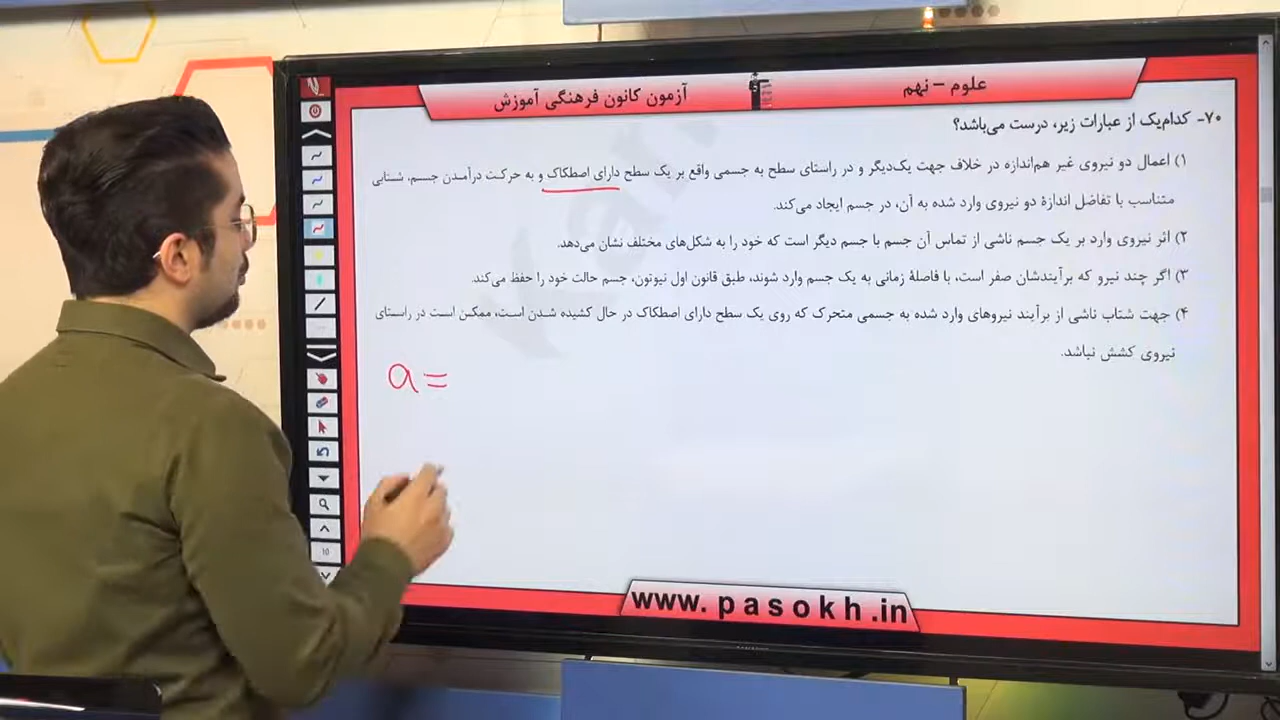 علوم – نهم
آزمون کانون فرهنگی آموزش
۷۰- کدام‌یک از عبارات زیر، درست می‌باشد؟
۱) اعمال دو نیروی غیر هم‌اندازه در خلاف جهت یک‌دیگر و در راستای سطح به جسمی واقع بر یک سطح دارای اصطکاک و به حرکت درآمدن جسم، شتابی
متناسب با تفاضل اندازهٔ دو نیروی وارد شده به آن، در جسم ایجاد می‌کند.
۲) اثر نیروی وارد بر یک جسم ناشی از تماس آن جسم با جسم دیگر است که خود را به شکل‌های مختلف نشان می‌دهد.
۳) اگر چند نیرو که برآیندشان صفر است، با فاصلهٔ زمانی به یک جسم وارد شوند، طبق قانون اول نیوتون، جسم حالت خود را حفظ می‌کند.
۴) جهت شتاب ناشی از برآیند نیروهای وارد شده به جسمی متحرک که روی یک سطح دارای اصطکاک در حال کشیده شدن است، ممکن است در راستای
نیروی کشش نباشد.
a =
www.pasokh.in